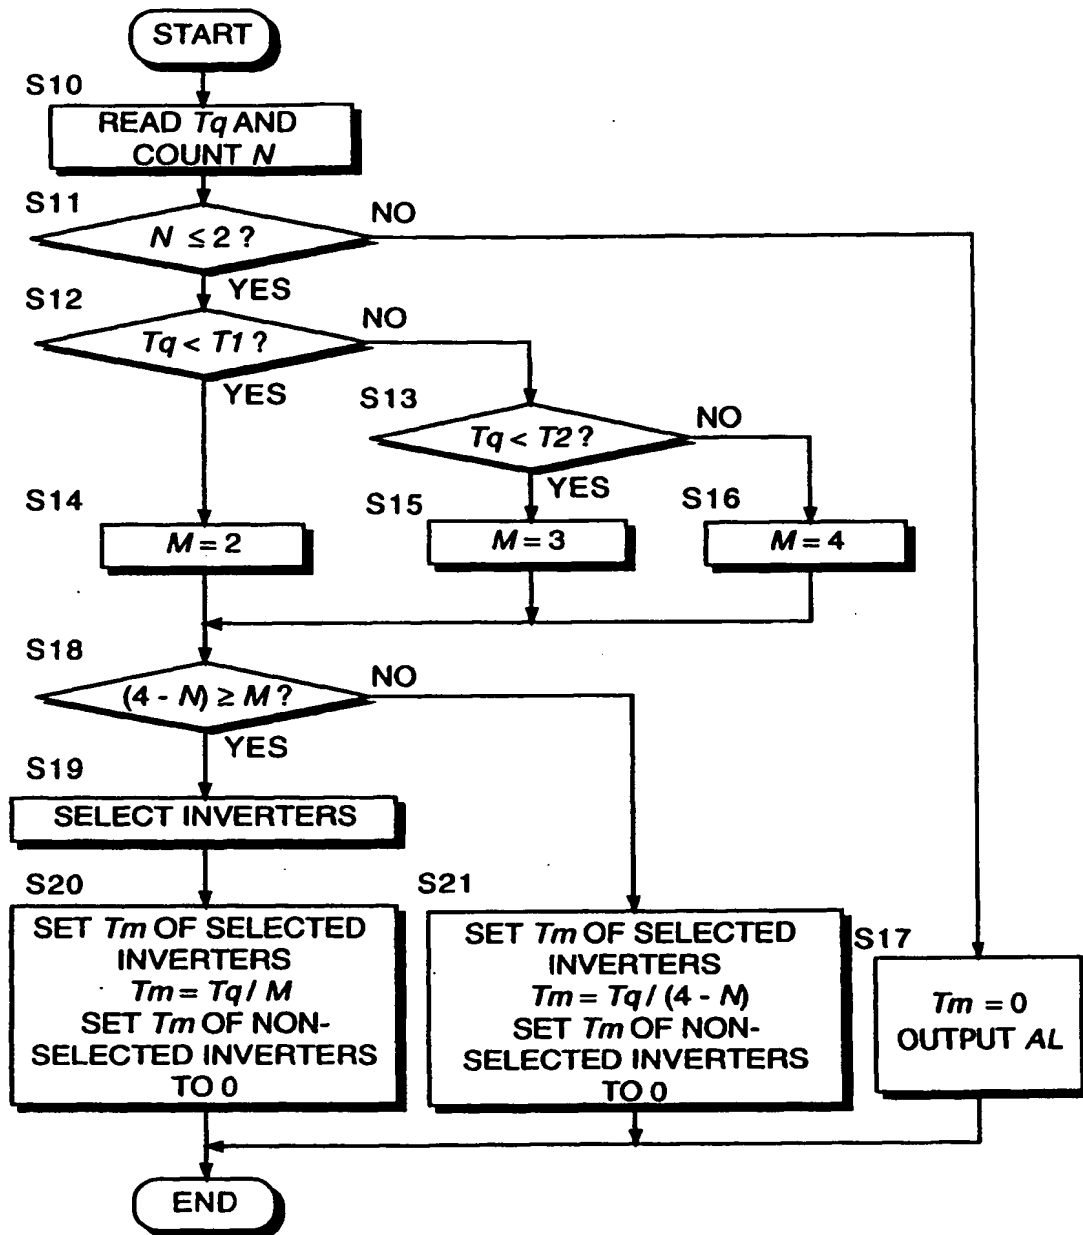 START
S10
READ Tq AND
COUNT N
S11
N ≤ 2 ?
NO
YES
S12
Tq < T1 ?
NO
YES
S13
Tq < T2 ?
NO
YES
S14
M = 2
S15
M = 3
S16
M = 4
S18
(4 - N) ≥ M ?
NO
YES
S19
SELECT INVERTERS
S20
SET Tm OF SELECTED
INVERTERS
Tm = Tq / M
SET Tm OF NON-
SELECTED INVERTERS
TO 0
S21
SET Tm OF SELECTED
INVERTERS
Tm = Tq / (4 - N)
SET Tm OF NON-
SELECTED INVERTERS
TO 0
S17
Tm = 0
OUTPUT AL
END